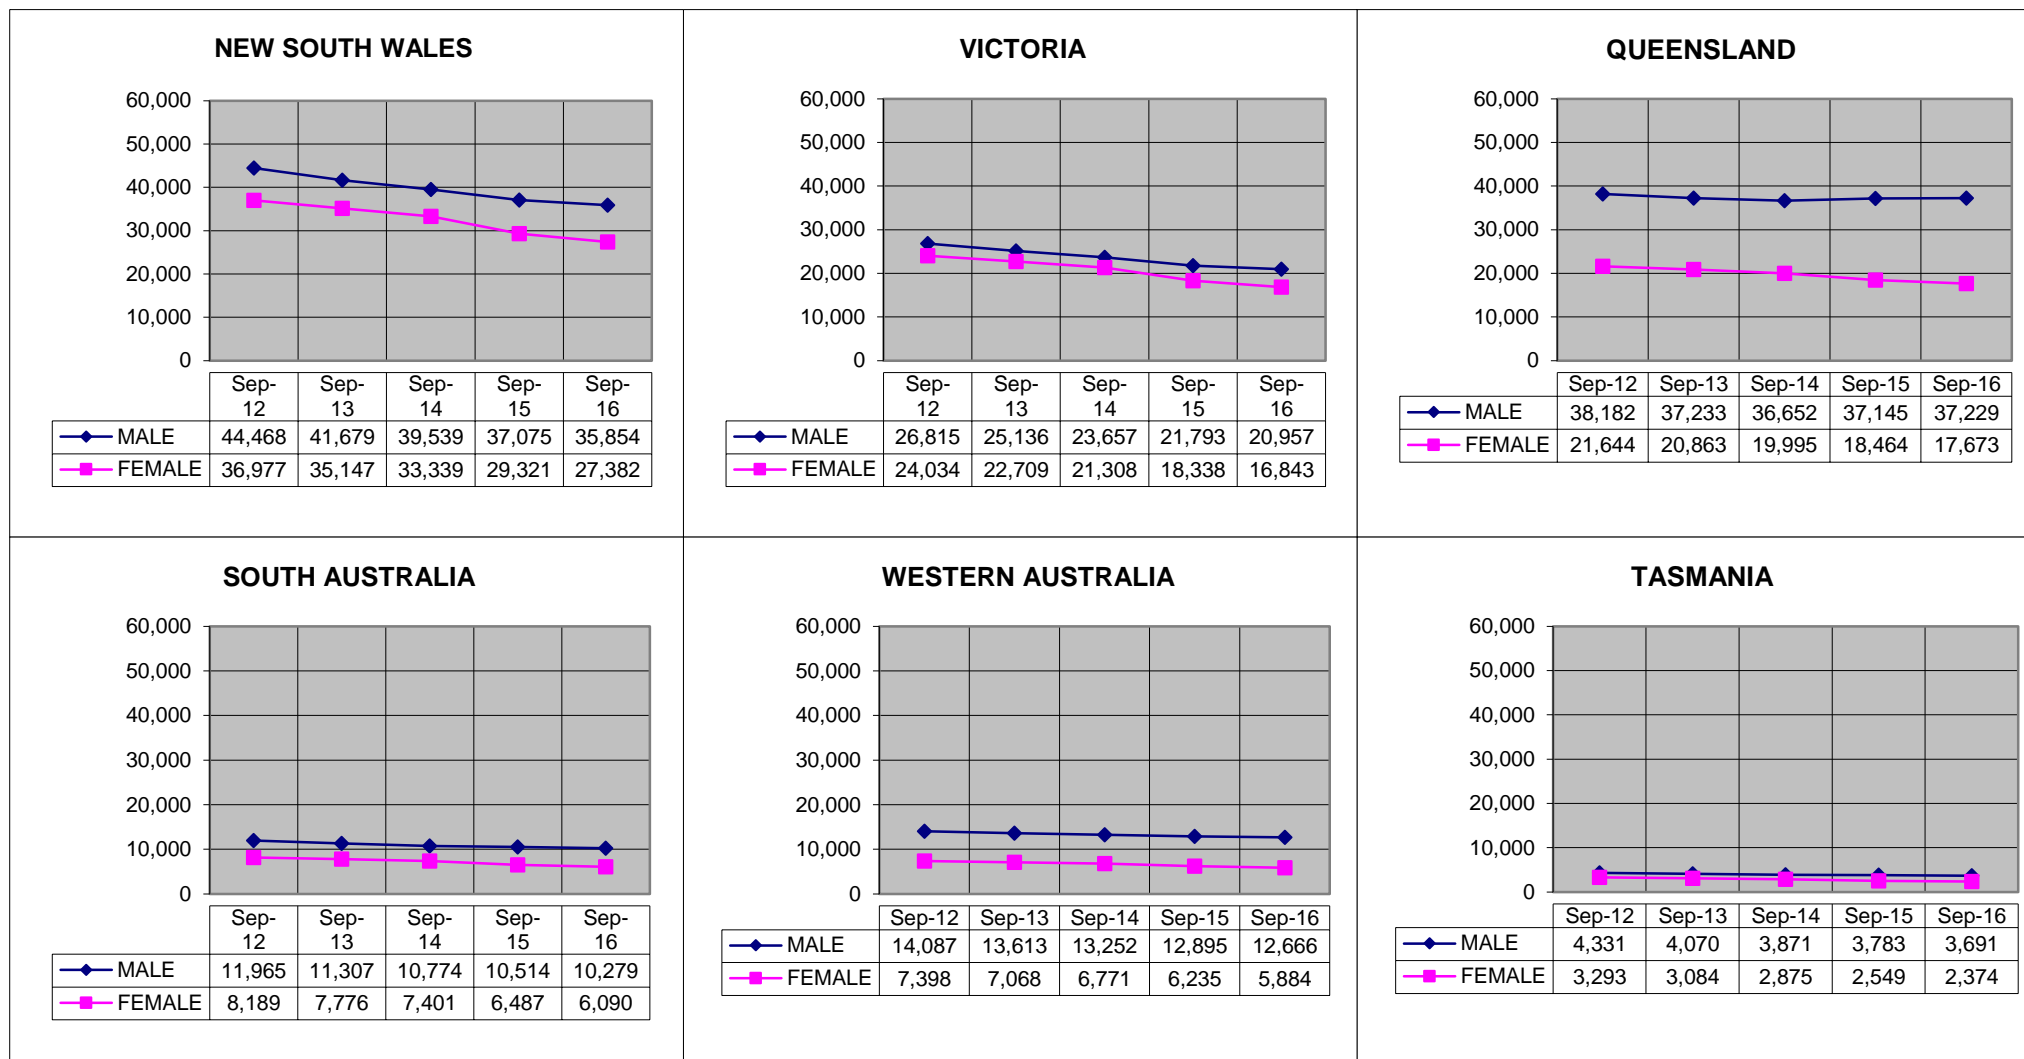 NEW SOUTH WALES
60,000
50,000
40,000
30,000
20,000
10,000
0
Sep-12 Sep-13 Sep-14 Sep-15 Sep-16
MALE 44,468 41,679 39,539 37,075 35,854
FEMALE 36,977 35,147 33,339 29,321 27,382
VICTORIA
60,000
50,000
40,000
30,000
20,000
10,000
0
Sep-12 Sep-13 Sep-14 Sep-15 Sep-16
MALE 26,815 25,136 23,657 21,793 20,957
FEMALE 24,034 22,709 21,308 18,338 16,843
QUEENSLAND
60,000
50,000
40,000
30,000
20,000
10,000
0
Sep-12 Sep-13 Sep-14 Sep-15 Sep-16
MALE 38,182 37,233 36,652 37,145 37,229
FEMALE 21,644 20,863 19,995 18,464 17,673
SOUTH AUSTRALIA
60,000
50,000
40,000
30,000
20,000
10,000
0
Sep-12 Sep-13 Sep-14 Sep-15 Sep-16
MALE 11,965 11,307 10,774 10,514 10,279
FEMALE 8,189 7,776 7,401 6,487 6,090
WESTERN AUSTRALIA
60,000
50,000
40,000
30,000
20,000
10,000
0
Sep-12 Sep-13 Sep-14 Sep-15 Sep-16
MALE 14,087 13,613 13,252 12,895 12,666
FEMALE 7,398 7,068 6,771 6,235 5,884
TASMANIA
60,000
50,000
40,000
30,000
20,000
10,000
0
Sep-12 Sep-13 Sep-14 Sep-15 Sep-16
MALE 4,331 4,070 3,871 3,783 3,691
FEMALE 3,293 3,084 2,875 2,549 2,374